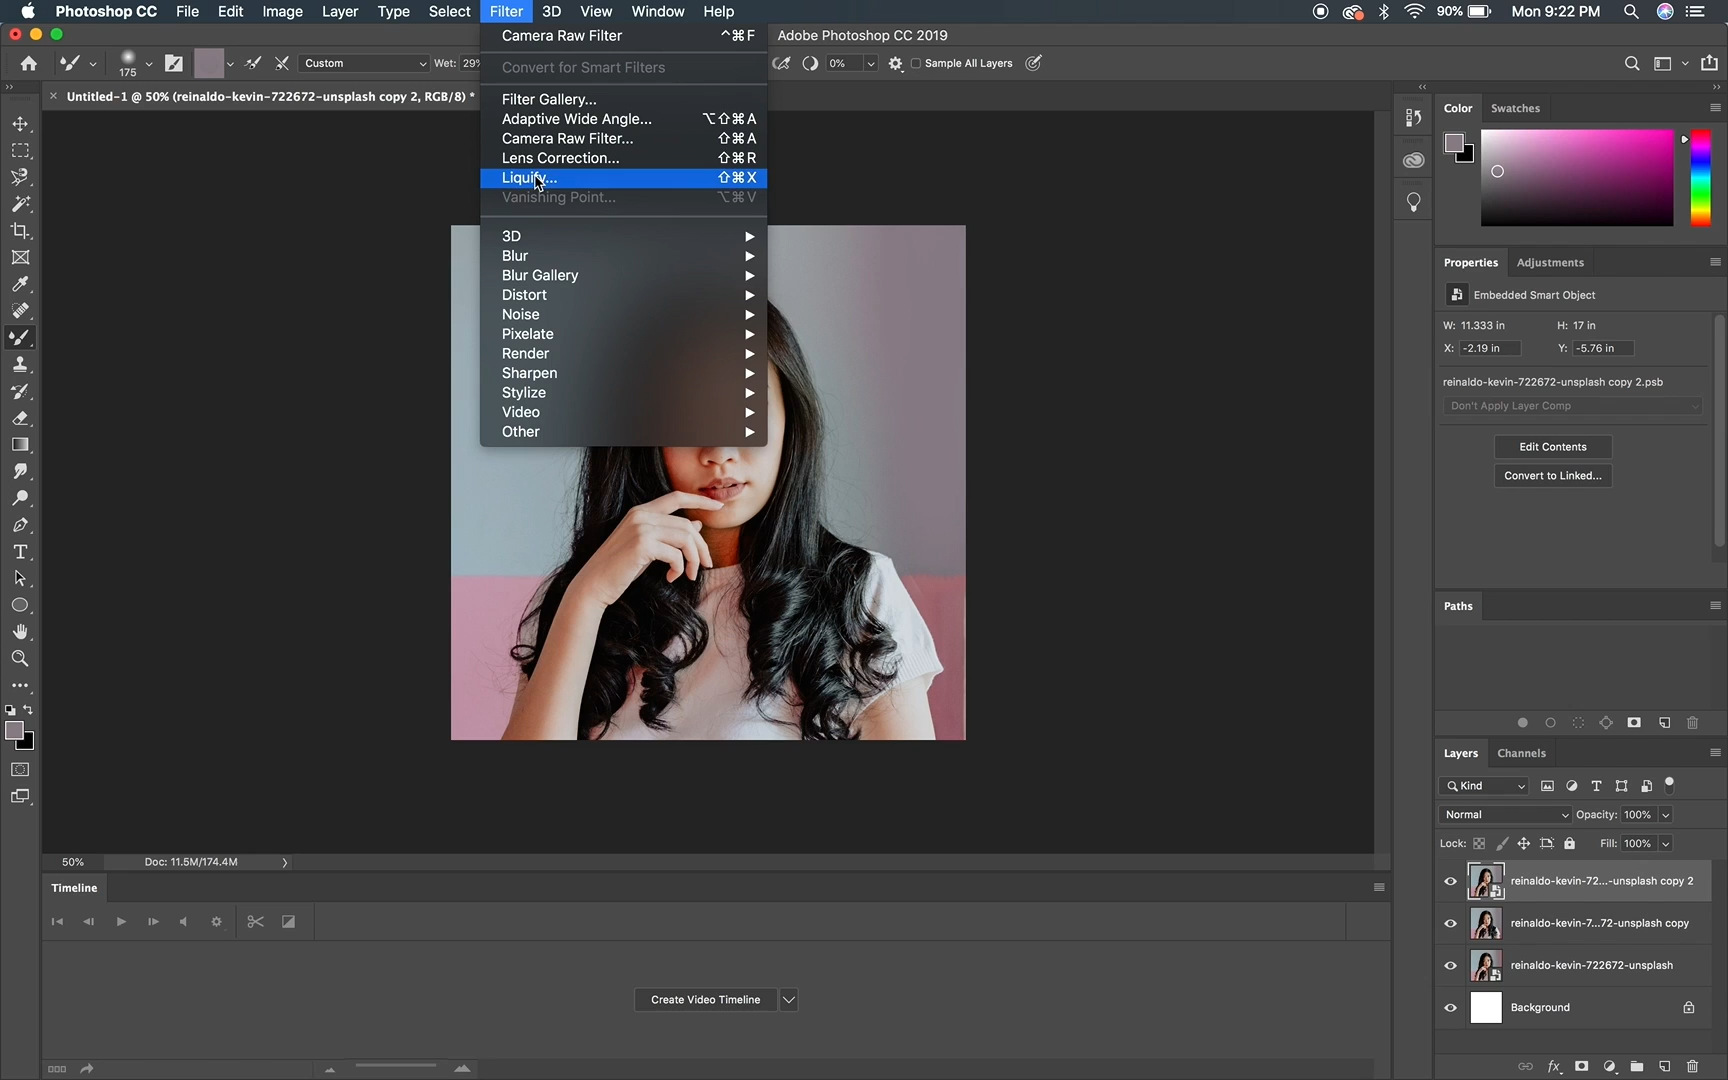 Photoshop CC File Edit Image Layer Type Select Filter 3D View Window Help 90% Mon 9:22 PM
Adobe Photoshop CC 2019
175 Custom Wet: 29% 0% Sample All Layers
Untitled-1 @ 50% (reinaldo-kevin-722672-unsplash copy 2, RGB/8) *
Camera Raw Filter ^⌘F
Convert for Smart Filters
Filter Gallery...
Adaptive Wide Angle... ⌥⇧⌘A
Camera Raw Filter... ⇧⌘A
Lens Correction... ⇧⌘R
Liquify... ⇧⌘X
Vanishing Point... ⌥⌘V
3D
Blur
Blur Gallery
Distort
Noise
Pixelate
Render
Sharpen
Stylize
Video
Other
Color Swatches
Properties Adjustments
Embedded Smart Object
W: 11.333 in H: 17 in
X: -2.19 in Y: -5.76 in
reinaldo-kevin-722672-unsplash copy 2.psb
Don't Apply Layer Comp
Edit Contents
Convert to Linked...
Paths
Layers Channels
Kind
Normal Opacity: 100%
Lock: Fill: 100%
reinaldo-kevin-72...-unsplash copy 2
reinaldo-kevin-7...72-unsplash copy
reinaldo-kevin-722672-unsplash
Background
50% Doc: 11.5M/174.4M
Timeline
Create Video Timeline